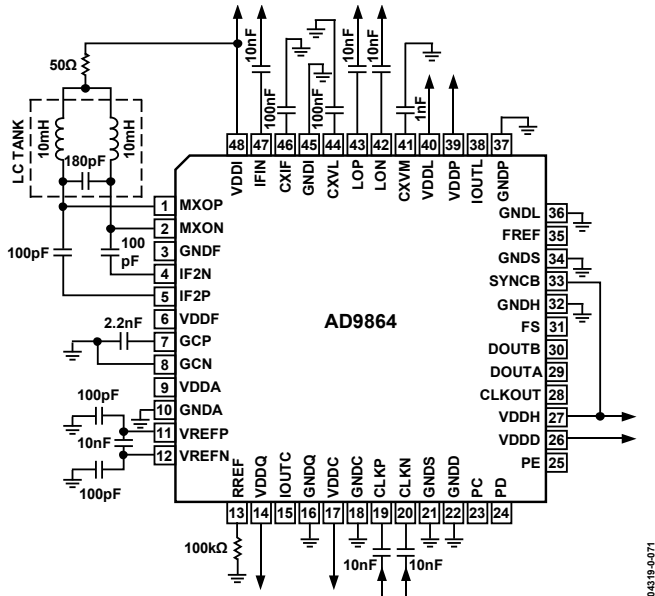 10nF
100nF
100nF
10nF
10nF
1nF
50Ω
LC TANK
10mH
10mH
180pF
100pF
100
pF
48 47 46 45 44 43 42 41 40 39 38 37
VDDI IFIN CXIF GNDI CXVL LOP LON CXVM VDDL VDDP IOUTL GNDP
1 MXOP
2 MXON
3 GNDF
4 IF2N
5 IF2P
6 VDDF
2.2nF
7 GCP
8 GCN
9 VDDA
10 GNDA
100pF
11 VREFP
10nF
12 VREFN
100pF
AD9864
GNDL 36
FREF 35
GNDS 34
SYNCB 33
GNDH 32
FS 31
DOUTB 30
DOUTA 29
CLKOUT 28
VDDH 27
VDDD 26
PE 25
RREF VDDQ IOUTC GNDQ VDDC GNDC CLKP CLKN GNDS GNDD PC PD
13 14 15 16 17 18 19 20 21 22 23 24
100kΩ
10nF
10nF
04319-0-071